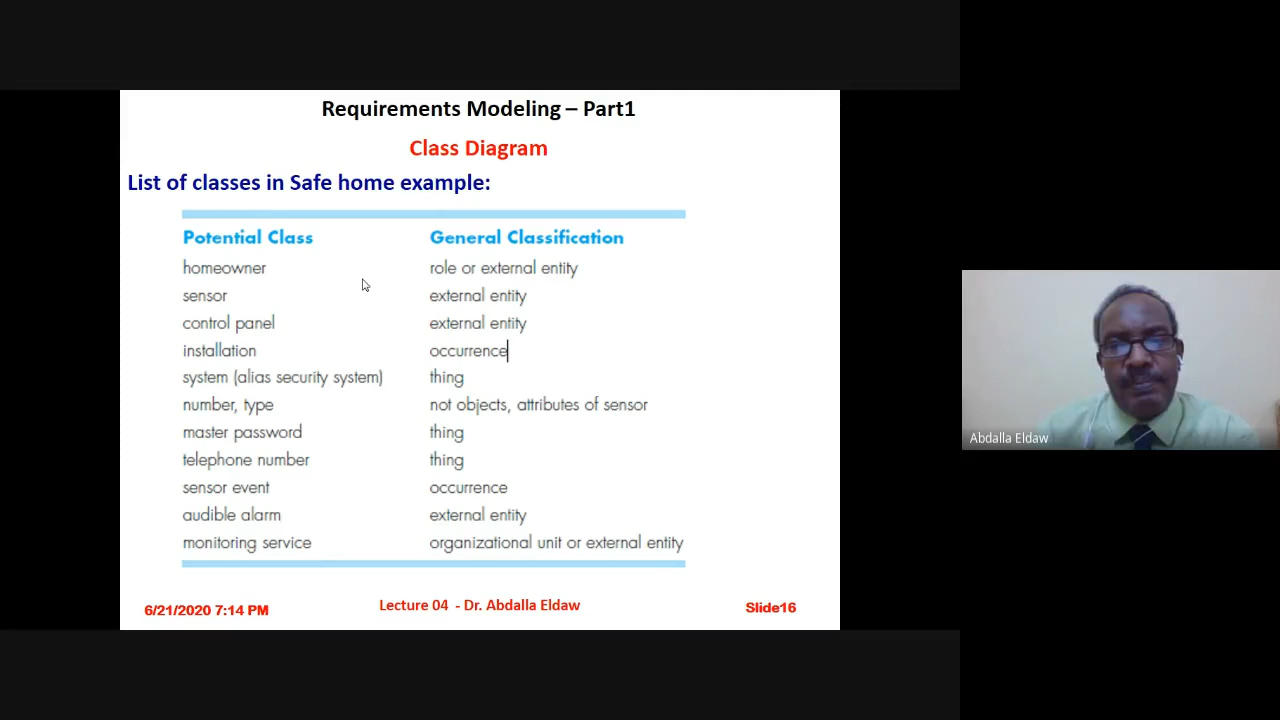 Requirements Modeling – Part1
Class Diagram
List of classes in Safe home example:
Potential Class General Classification
homeowner role or external entity
sensor external entity
control panel external entity
installation occurrence
system (alias security system) thing
number, type not objects, attributes of sensor
master password thing
telephone number thing
sensor event occurrence
audible alarm external entity
monitoring service organizational unit or external entity
6/21/2020 7:14 PM Lecture 04 - Dr. Abdalla Eldaw Slide16
Abdalla Eldaw